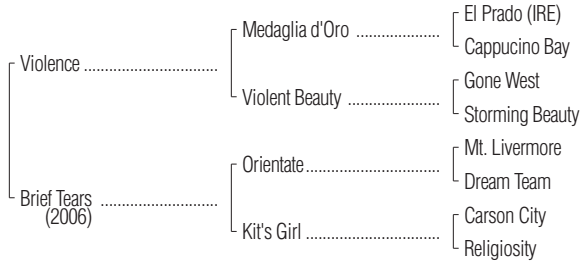 El Prado (IRE)
Medaglia d'Oro ...................
Cappucino Bay
Violence ..............................
Gone West
Violent Beauty .................
Storming Beauty
Mt. Livermore
Orientate..........................
Dream Team
Brief Tears ..........................
(2006)
Carson City
Kit's Girl ..........................
Religiosity